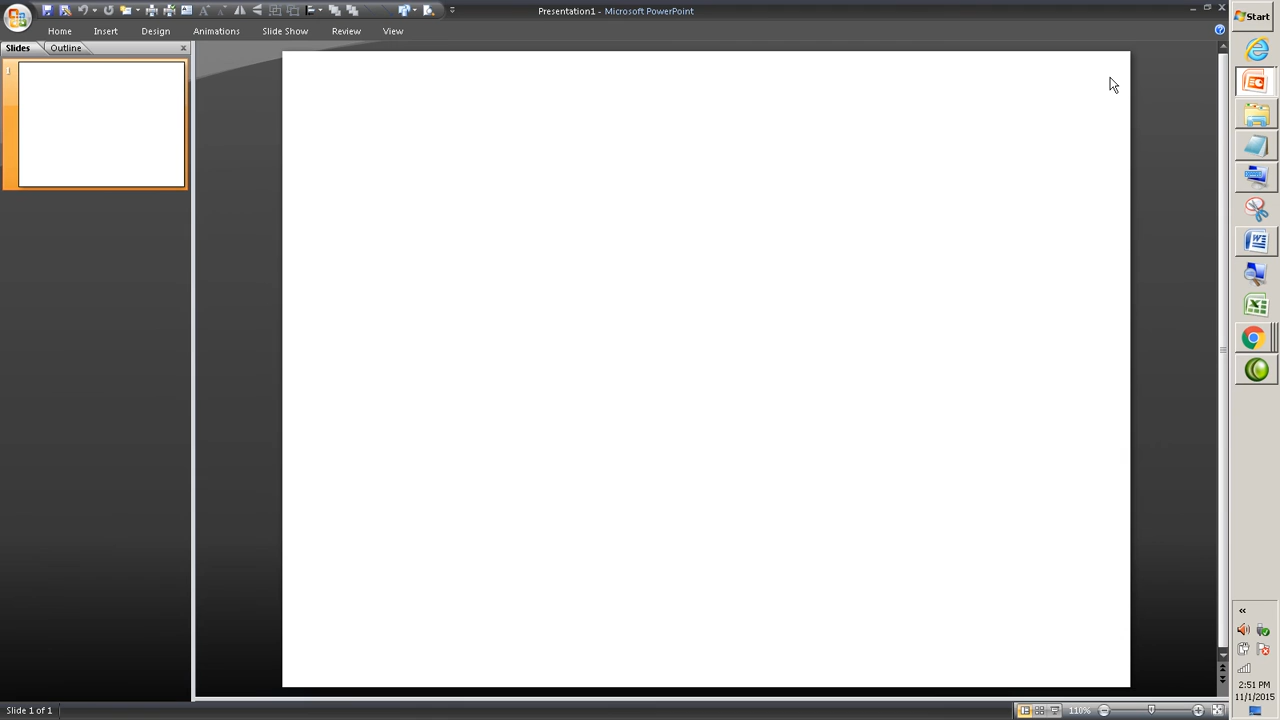 Presentation1 - Microsoft PowerPoint
Start
Home Insert Design Animations Slide Show Review View
Slides Outline
1
2:51 PM
11/1/2015
Slide 1 of 1
110%